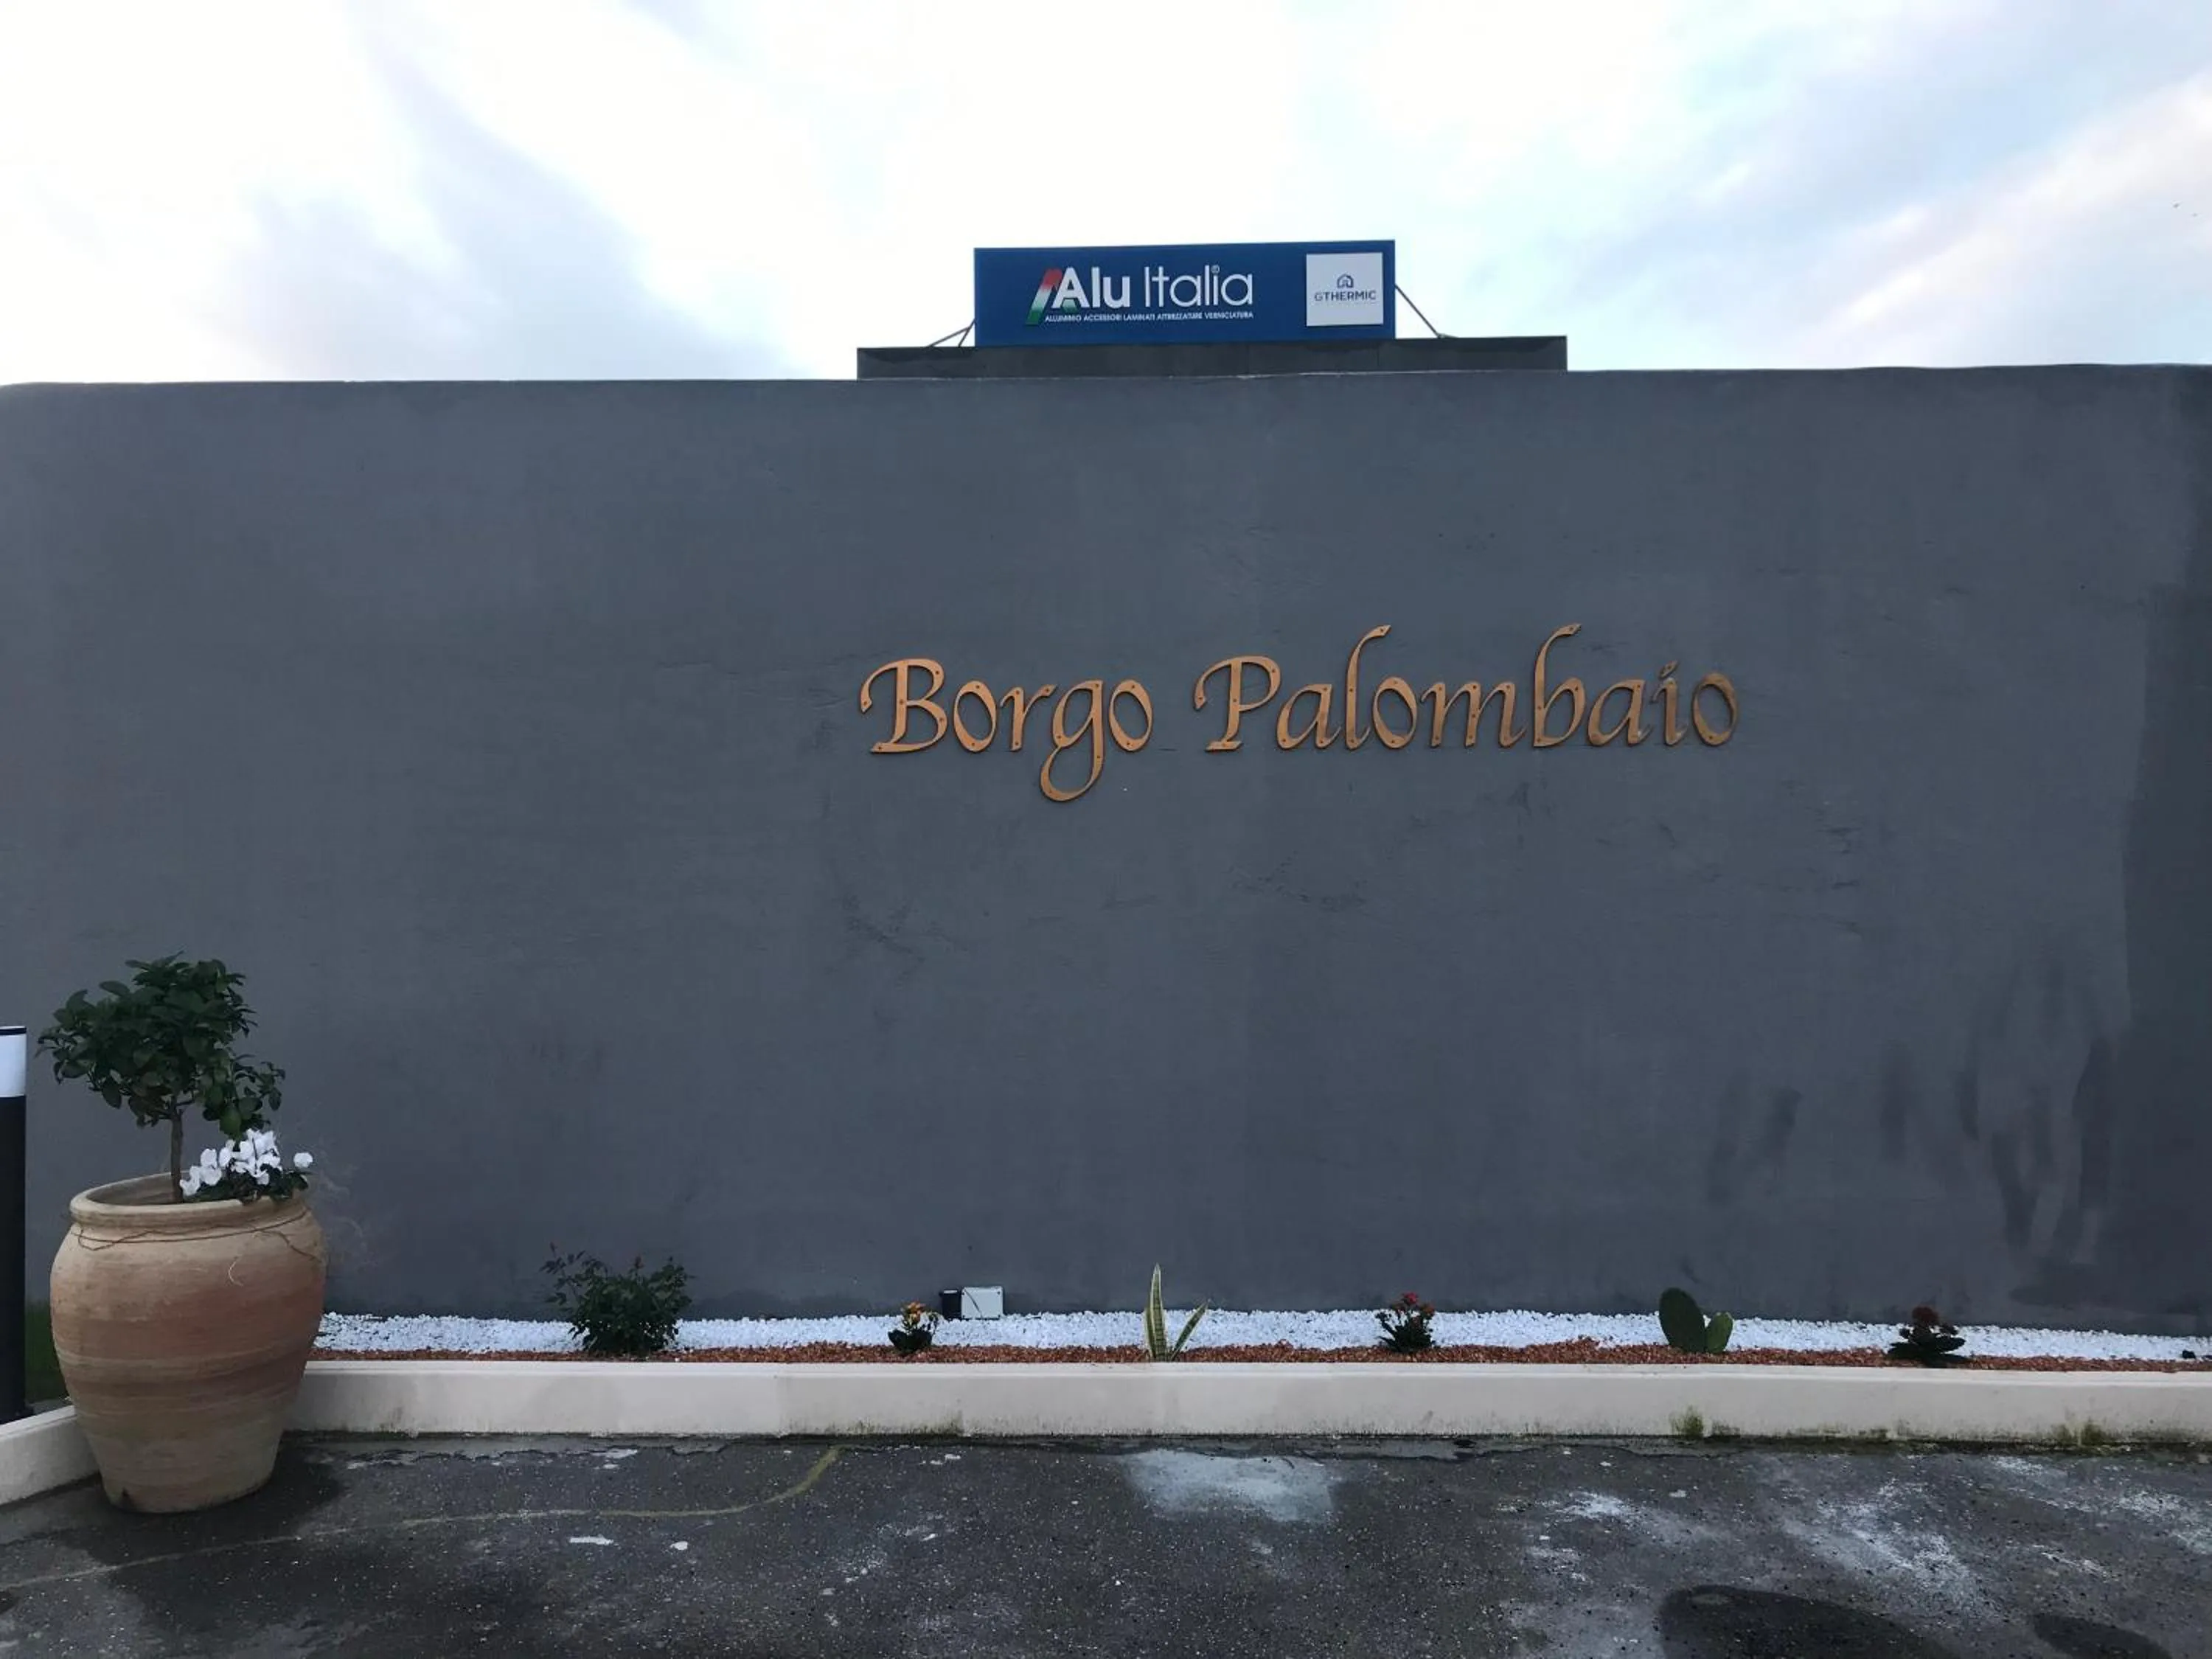 Alu Italia
ALLUMINIO ACCESSORI LAMINATI ATTREZZATURE VERNICIATURA
GTHERMIC
Borgo Palombaio